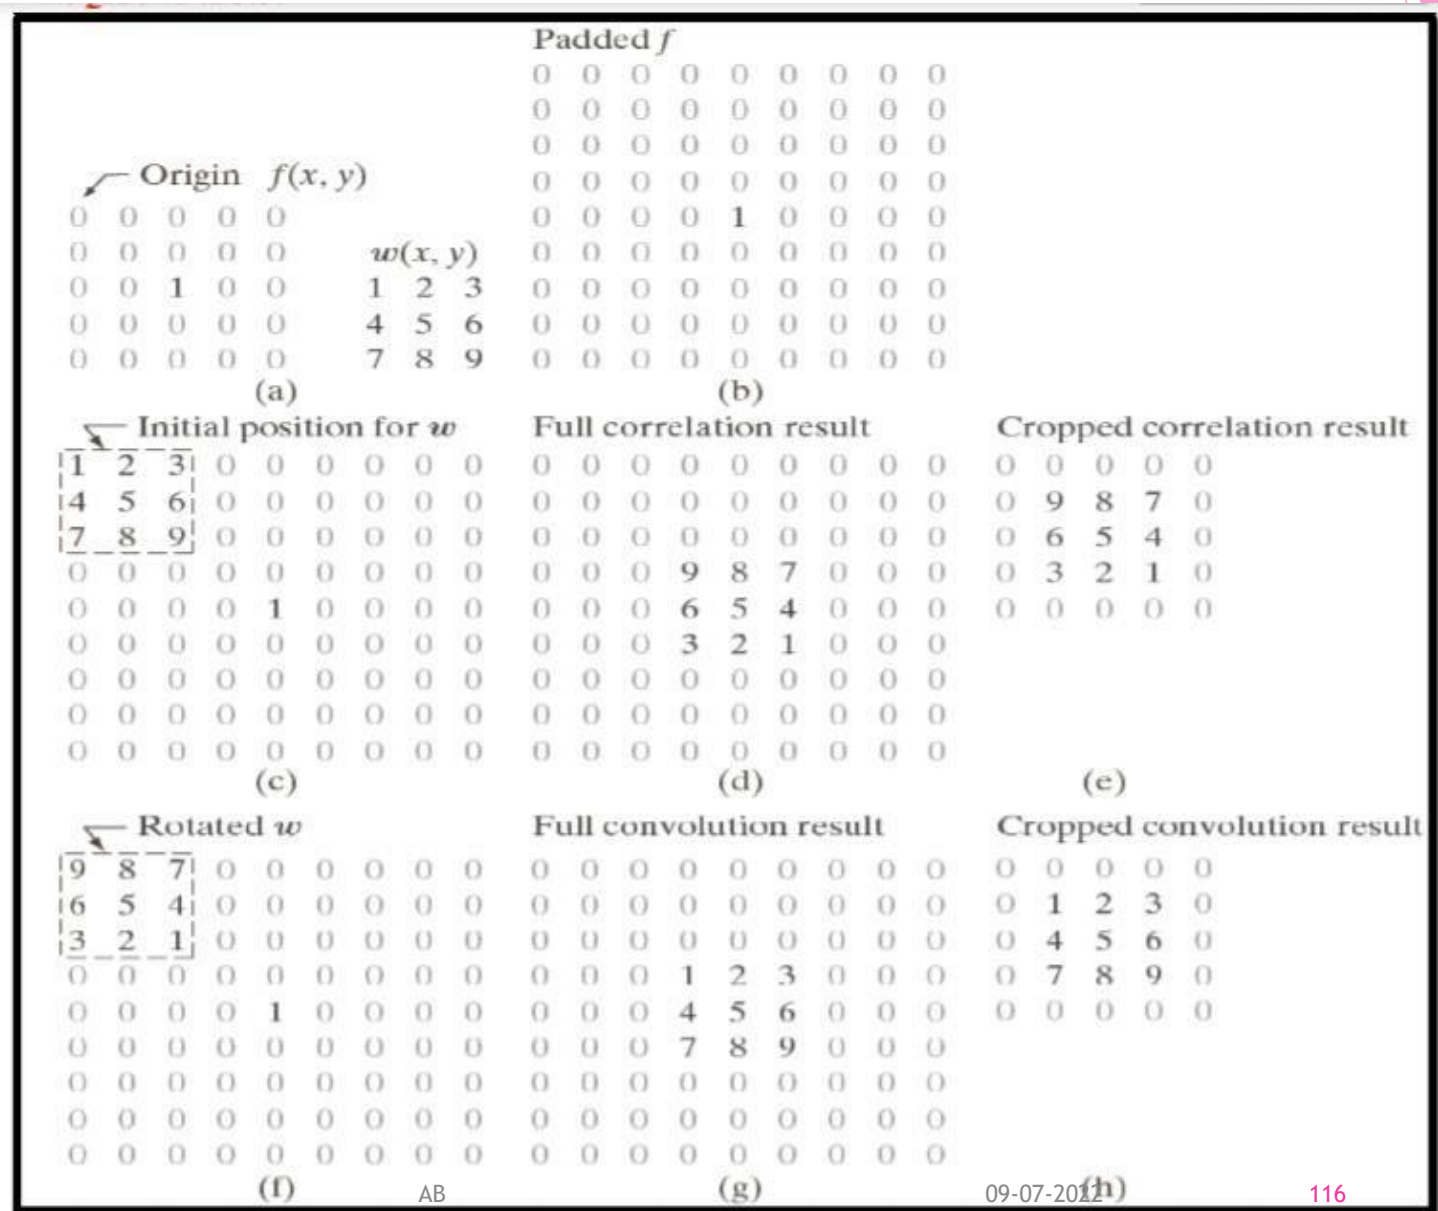 Padded f
0 0 0 0 0 0 0 0 0
0 0 0 0 0 0 0 0 0
0 0 0 0 0 0 0 0 0
Origin f(x, y) 0 0 0 0 0 0 0 0 0
0 0 0 0 0 0 0 0 0 1 0 0 0 0
0 0 0 0 0 w(x, y) 0 0 0 0 0 0 0 0 0
0 0 1 0 0 1 2 3 0 0 0 0 0 0 0 0 0
0 0 0 0 0 4 5 6 0 0 0 0 0 0 0 0 0
0 0 0 0 0 7 8 9 0 0 0 0 0 0 0 0 0
(a) (b)
Initial position for w Full correlation result Cropped correlation result
1 2 3 0 0 0 0 0 0 0 0 0 0 0 0 0 0 0 0 0 0 0 0
4 5 6 0 0 0 0 0 0 0 0 0 0 0 0 0 0 0 0 9 8 7 0
7 8 9 0 0 0 0 0 0 0 0 0 0 0 0 0 0 0 0 6 5 4 0
0 0 0 0 0 0 0 0 0 0 0 0 9 8 7 0 0 0 0 3 2 1 0
0 0 0 0 1 0 0 0 0 0 0 0 6 5 4 0 0 0 0 0 0 0 0
0 0 0 0 0 0 0 0 0 0 0 0 3 2 1 0 0 0
0 0 0 0 0 0 0 0 0 0 0 0 0 0 0 0 0 0
0 0 0 0 0 0 0 0 0 0 0 0 0 0 0 0 0 0
0 0 0 0 0 0 0 0 0 0 0 0 0 0 0 0 0 0
(c) (d) (e)
Rotated w Full convolution result Cropped convolution result
9 8 7 0 0 0 0 0 0 0 0 0 0 0 0 0 0 0 0 0 0 0 0
6 5 4 0 0 0 0 0 0 0 0 0 0 0 0 0 0 0 0 1 2 3 0
3 2 1 0 0 0 0 0 0 0 0 0 0 0 0 0 0 0 0 4 5 6 0
0 0 0 0 0 0 0 0 0 0 0 0 1 2 3 0 0 0 0 7 8 9 0
0 0 0 0 1 0 0 0 0 0 0 0 4 5 6 0 0 0 0 0 0 0 0
0 0 0 0 0 0 0 0 0 0 0 0 7 8 9 0 0 0
0 0 0 0 0 0 0 0 0 0 0 0 0 0 0 0 0 0
0 0 0 0 0 0 0 0 0 0 0 0 0 0 0 0 0 0
0 0 0 0 0 0 0 0 0 0 0 0 0 0 0 0 0 0
(f) AB (g) 09-07-2022 (h) 116